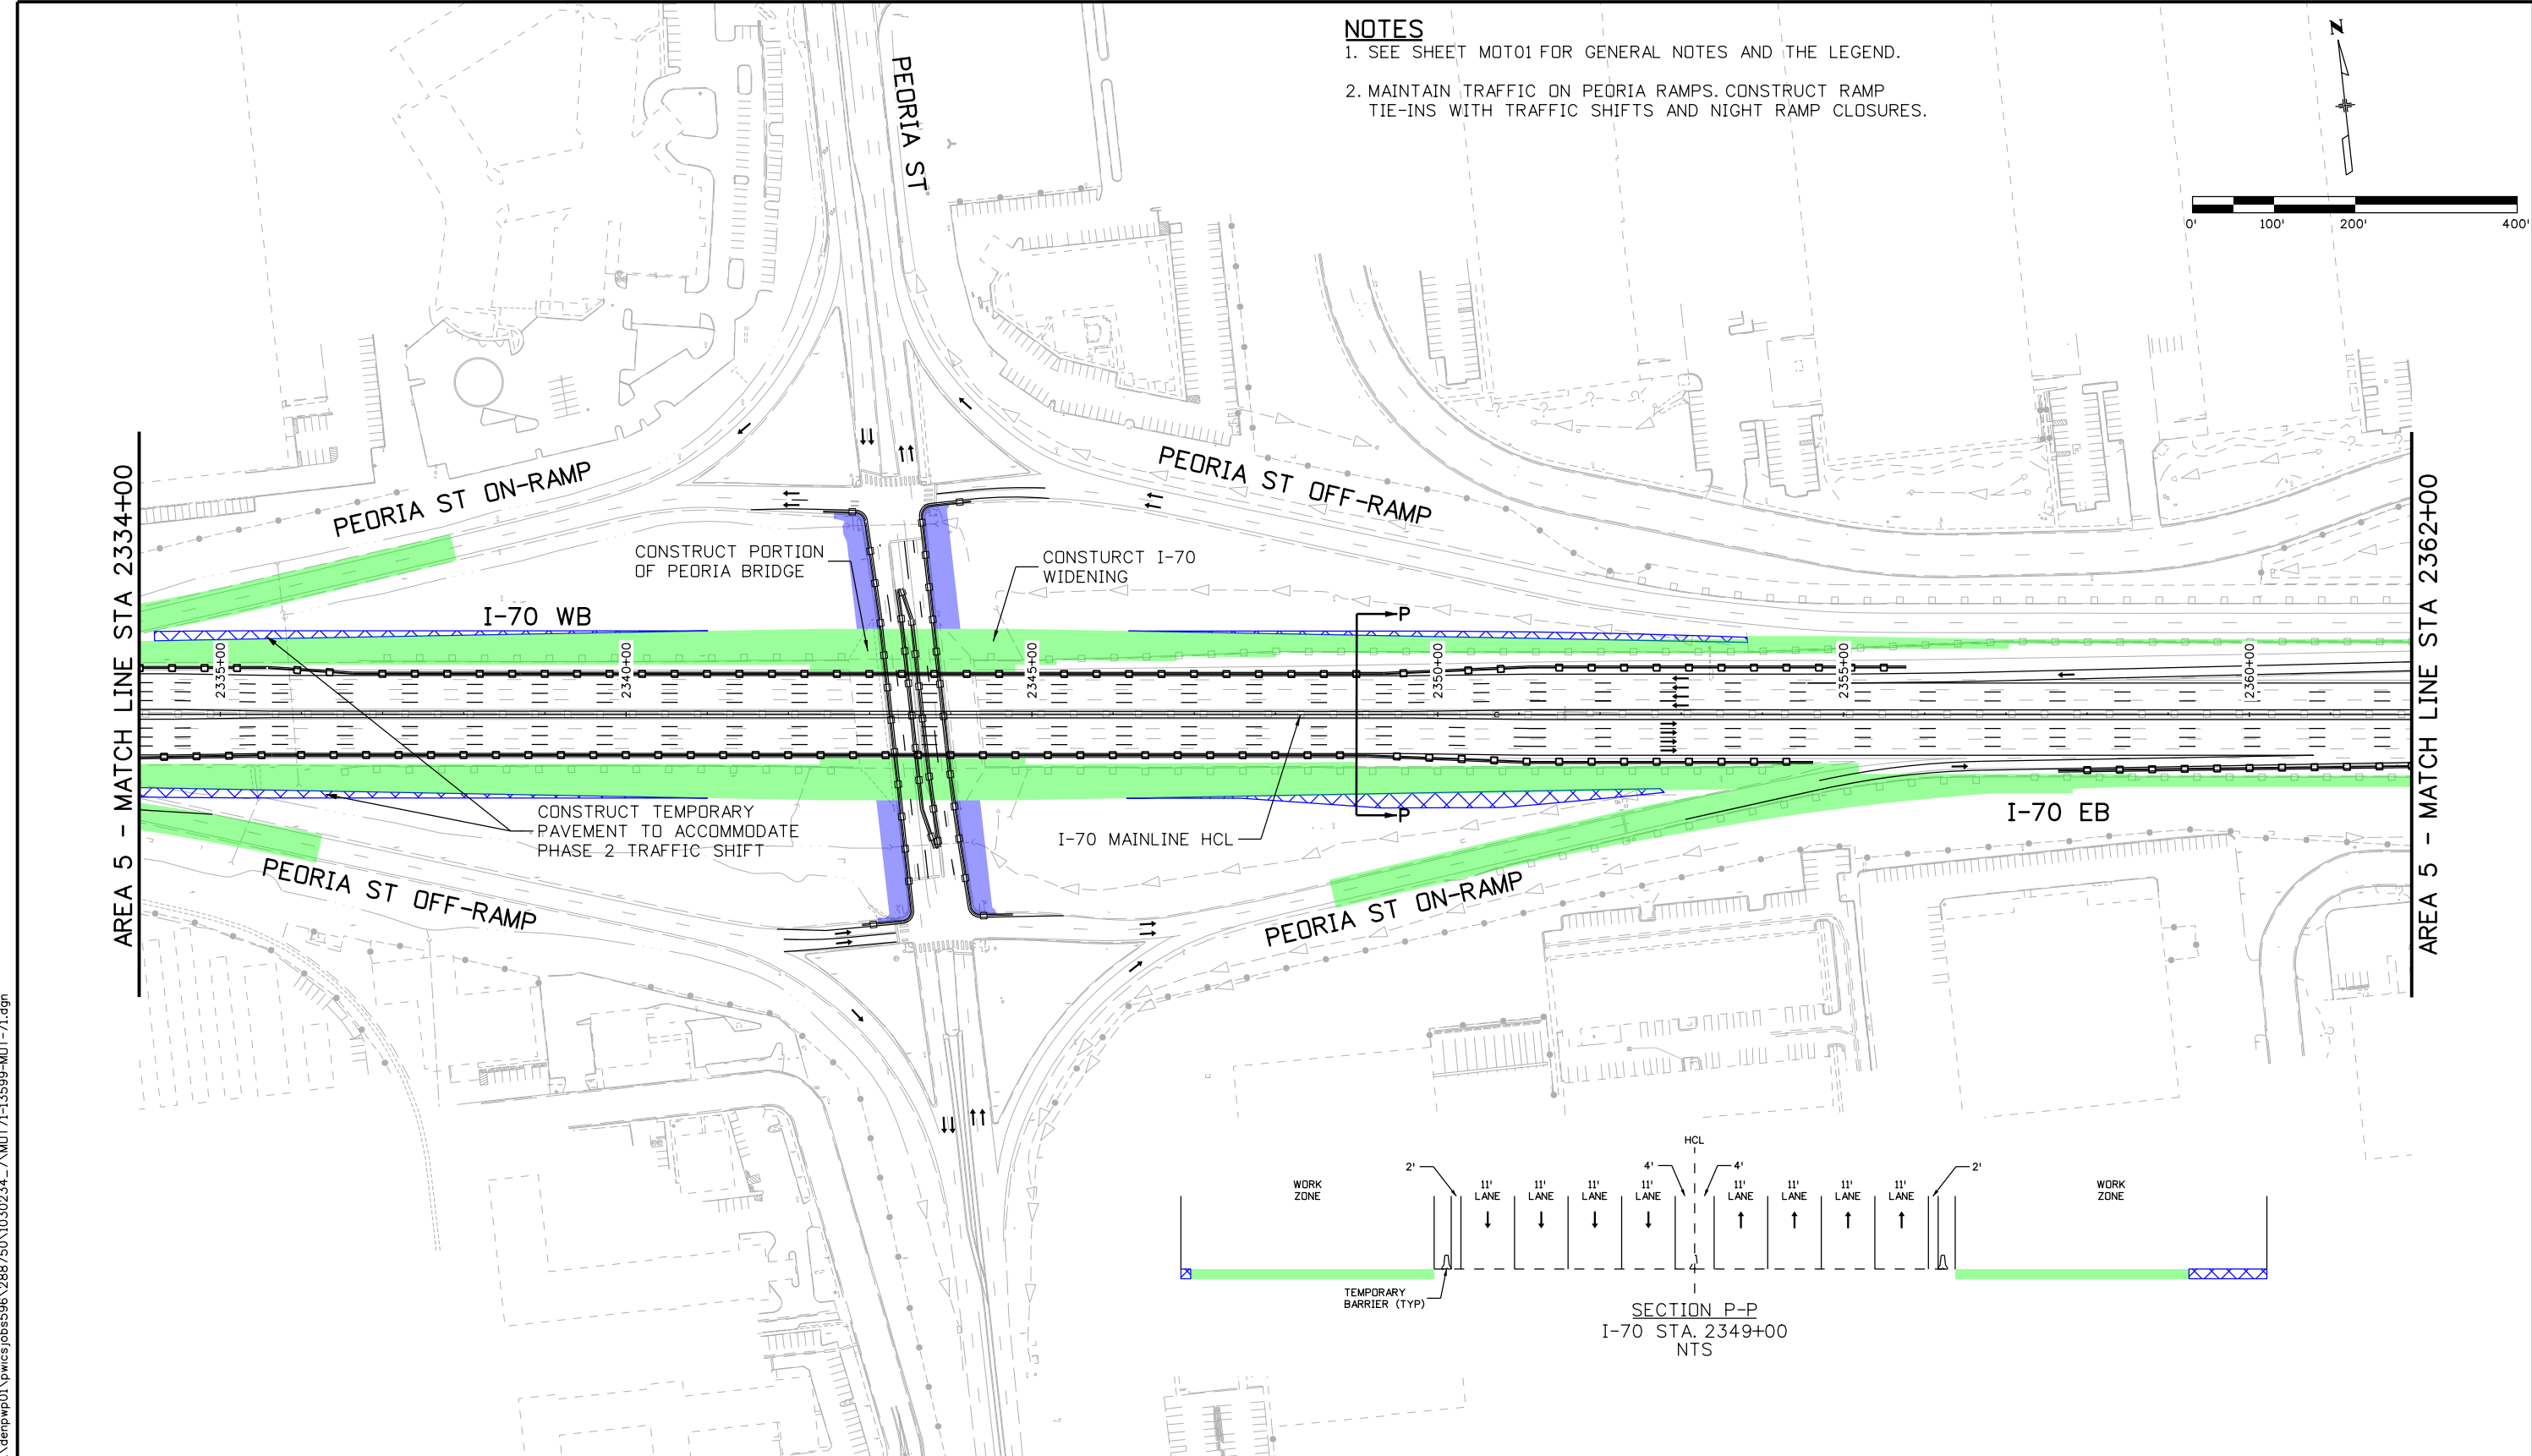 NOTES
1. SEE SHEET MOT01 FOR GENERAL NOTES AND THE LEGEND.
2. MAINTAIN TRAFFIC ON PEORIA RAMPS. CONSTRUCT RAMP
TIE-INS WITH TRAFFIC SHIFTS AND NIGHT RAMP CLOSURES.
N
0'
100'
200'
400'
PEORIA ST
PEORIA ST ON-RAMP
PEORIA ST OFF-RAMP
AREA 5 - MATCH LINE STA 2334+00
AREA 5 - MATCH LINE STA 2362+00
CONSTRUCT PORTION
OF PEORIA BRIDGE
CONSTURCT I-70
WIDENING
I-70 WB
P
2335+00
2340+00
2345+00
2350+00
2355+00
2360+00
P
I-70 EB
CONSTRUCT TEMPORARY
PAVEMENT TO ACCOMMODATE
PHASE 2 TRAFFIC SHIFT
I-70 MAINLINE HCL
PEORIA ST OFF-RAMP
PEORIA ST ON-RAMP
HCL
WORK
ZONE
2'
11'
LANE
11'
LANE
11'
LANE
11'
LANE
4'
4'
11'
LANE
11'
LANE
11'
LANE
11'
LANE
2'
WORK
ZONE
TEMPORARY
BARRIER (TYP)
SECTION P-P
I-70 STA. 2349+00
NTS